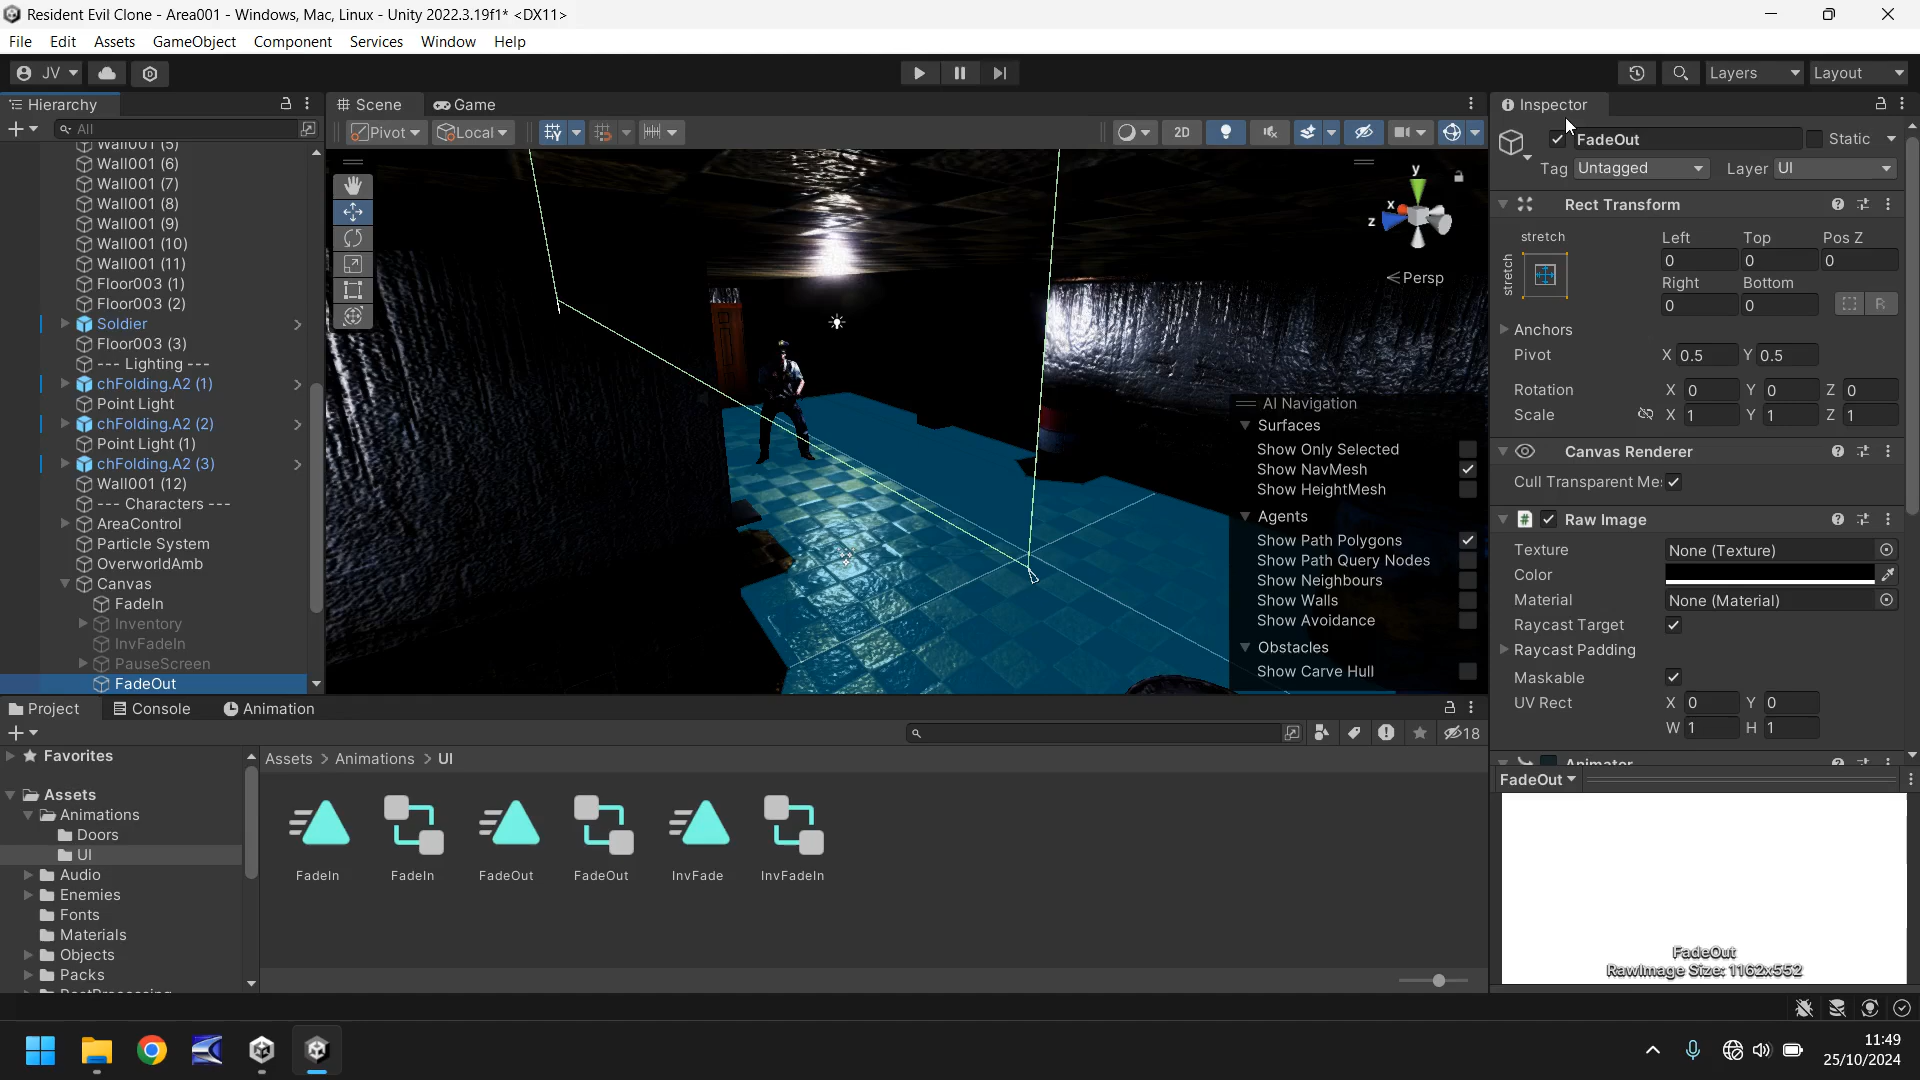 Resident Evil Clone - Area001 - Windows, Mac, Linux - Unity 2022.3.19f1* <DX11>
File Edit Assets GameObject Component Services Window Help
JV
Layers
Layout
Hierarchy
Scene
Game
Inspector
All
Pivot
Local
2D
Wall001 (5)
Wall001 (6)
Wall001 (7)
Wall001 (8)
Wall001 (9)
Wall001 (10)
Wall001 (11)
Floor003 (1)
Floor003 (2)
Soldier
Floor003 (3)
--- Lighting ---
chFolding.A2 (1)
Point Light
chFolding.A2 (2)
Point Light (1)
chFolding.A2 (3)
Wall001 (12)
--- Characters ---
AreaControl
Particle System
OverworldAmb
Canvas
FadeIn
Inventory
InvFadeIn
PauseScreen
FadeOut
y
x
z
Persp
AI Navigation
Surfaces
Show Only Selected
Show NavMesh
Show HeightMesh
Agents
Show Path Polygons
Show Path Query Nodes
Show Neighbours
Show Walls
Show Avoidance
Obstacles
Show Carve Hull
FadeOut
Static
Tag Untagged Layer UI
Rect Transform
stretch Left Top Pos Z
stretch
0 0 0
Right Bottom
0 0
R
Anchors
Pivot X 0.5 Y 0.5
Rotation X 0 Y 0 Z 0
Scale X 1 Y 1 Z 1
Canvas Renderer
Cull Transparent Me:
Raw Image
Texture None (Texture)
Color
Material None (Material)
Raycast Target
Raycast Padding
Maskable
UV Rect X 0 Y 0
W 1 H 1
Animator
FadeOut
FadeOut
RawImage Size: 1162x552
Project
Console
Animation
18
Favorites
Assets
Animations
Doors
UI
Audio
Enemies
Fonts
Materials
Objects
Packs
PostProcessing
Assets > Animations > UI
FadeIn
FadeIn
FadeOut
FadeOut
InvFade
InvFadeIn
11:49
25/10/2024